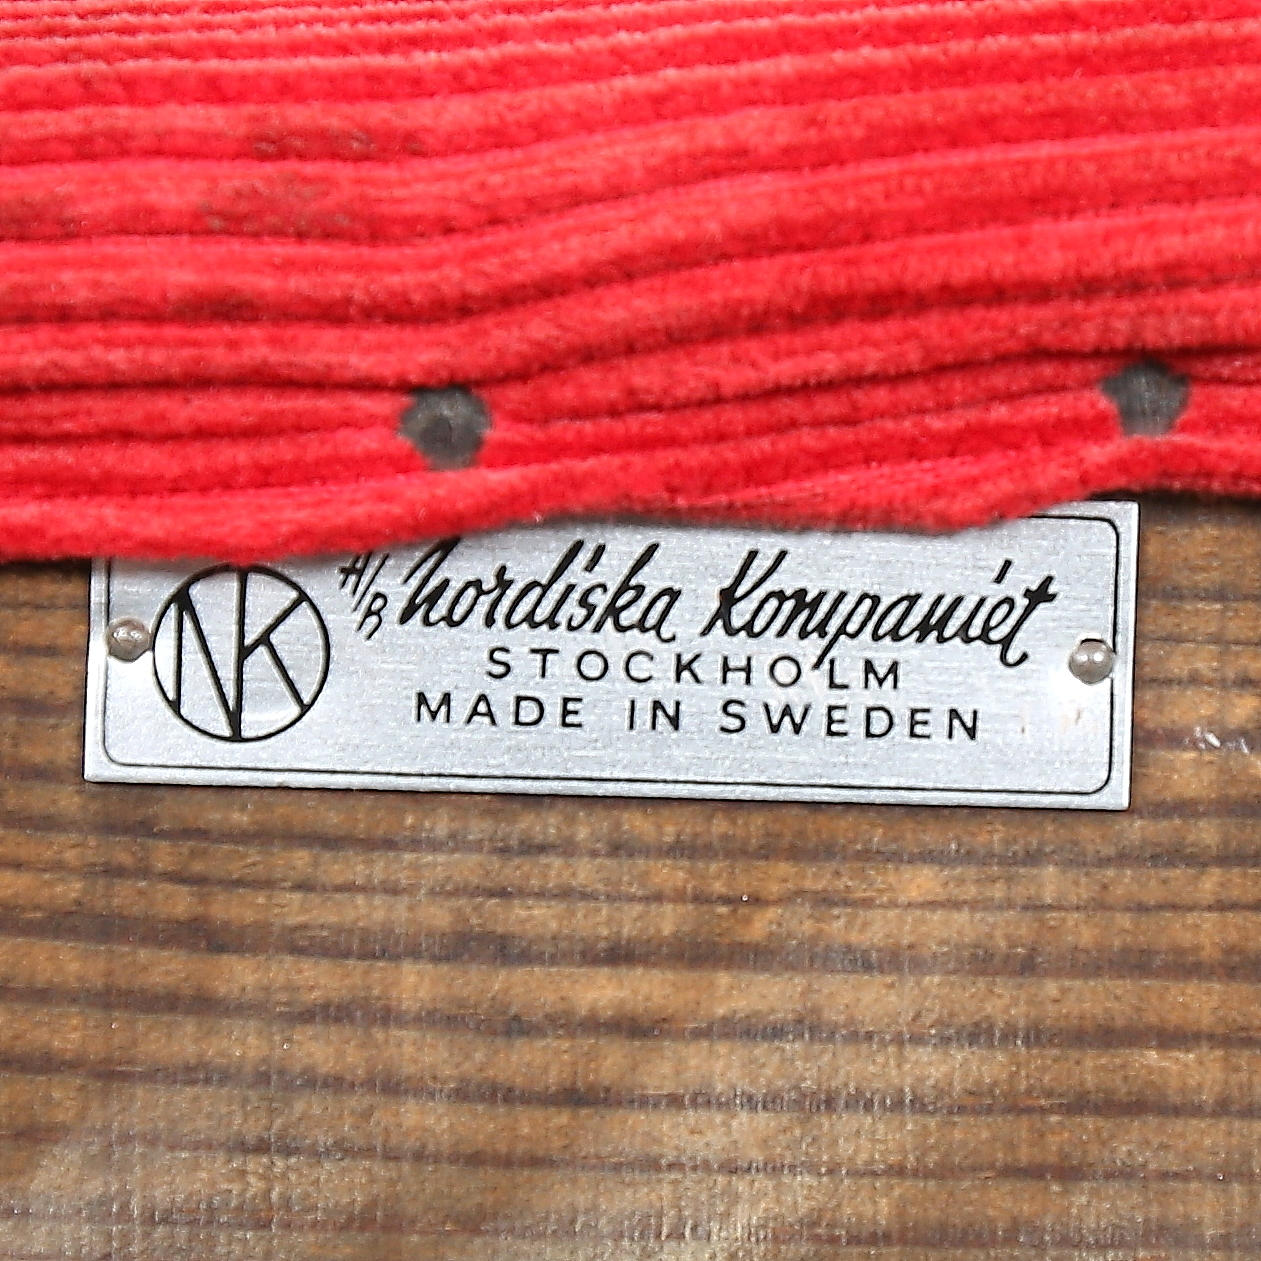 NK
A/B Nordiska Kompaniet
STOCKHOLM
MADE IN SWEDEN